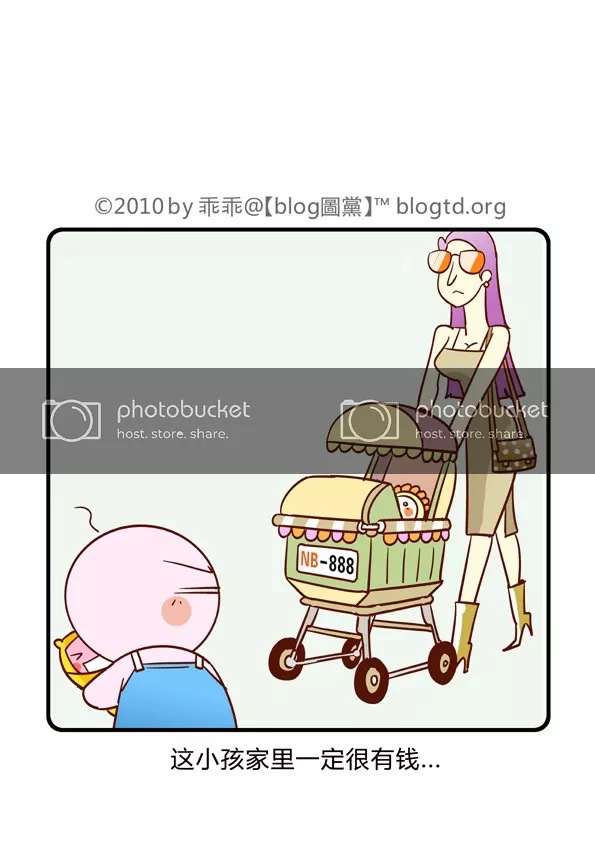 ©2010 by 乖乖@【blog圖黨】™ blogtd.org
photobucket
host. store. share.
photobucket
host. store. share.
NB-888
这小孩家里一定很有钱...